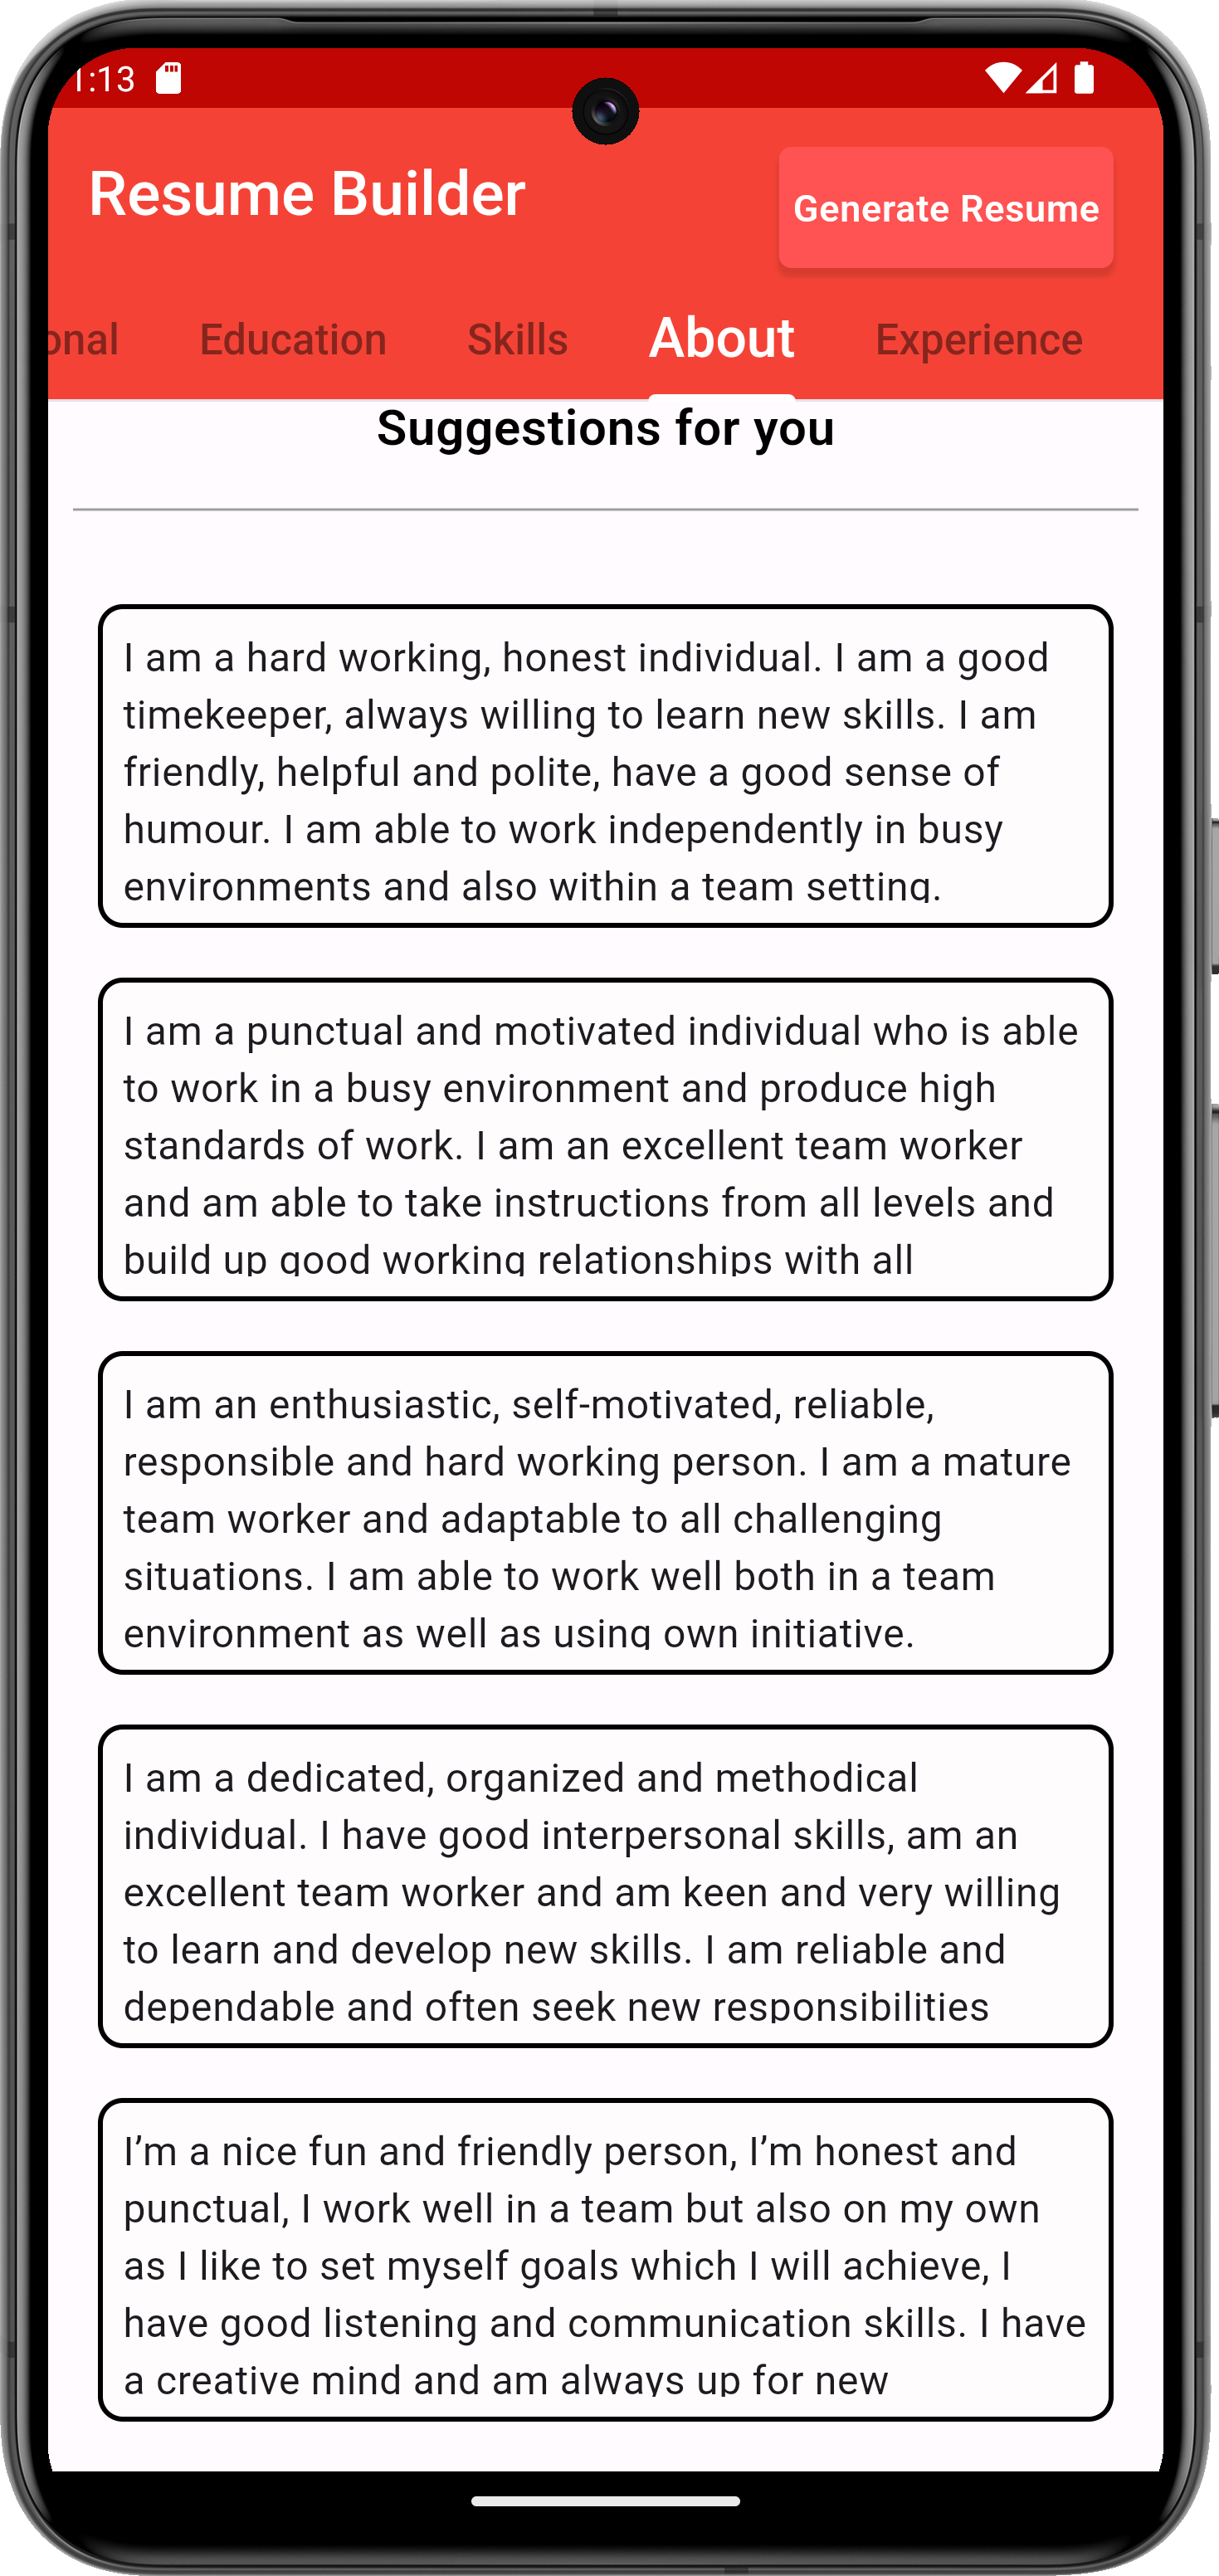 1:13
Resume Builder
Generate Resume
onal Education Skills About Experience
Suggestions for you
I am a hard working, honest individual. I am a good
timekeeper, always willing to learn new skills. I am
friendly, helpful and polite, have a good sense of
humour. I am able to work independently in busy
environments and also within a team setting.
I am a punctual and motivated individual who is able
to work in a busy environment and produce high
standards of work. I am an excellent team worker
and am able to take instructions from all levels and
build up good working relationships with all
I am an enthusiastic, self-motivated, reliable,
responsible and hard working person. I am a mature
team worker and adaptable to all challenging
situations. I am able to work well both in a team
environment as well as using own initiative.
I am a dedicated, organized and methodical
individual. I have good interpersonal skills, am an
excellent team worker and am keen and very willing
to learn and develop new skills. I am reliable and
dependable and often seek new responsibilities
I’m a nice fun and friendly person, I’m honest and
punctual, I work well in a team but also on my own
as I like to set myself goals which I will achieve, I
have good listening and communication skills. I have
a creative mind and am always up for new